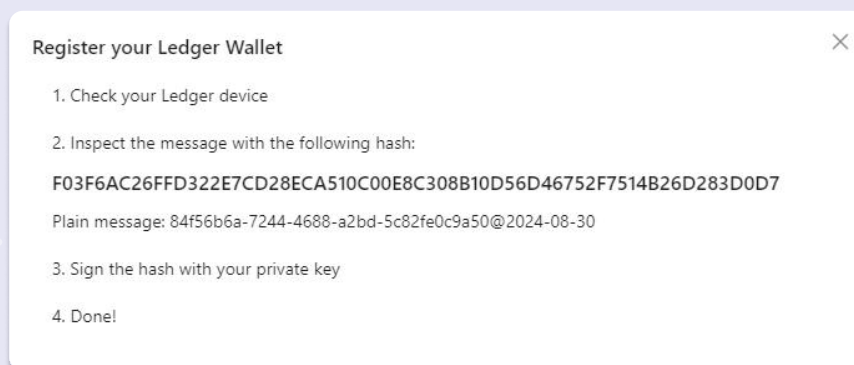 Register your Ledger Wallet
1. Check your Ledger device
2. Inspect the message with the following hash:
F03F6AC26FFD322E7CD28ECA510C00E8C308B10D56D46752F7514B26D283D0D7
Plain message: 84f56b6a-7244-4688-a2bd-5c82fe0c9a50@2024-08-30
3. Sign the hash with your private key
4. Done!